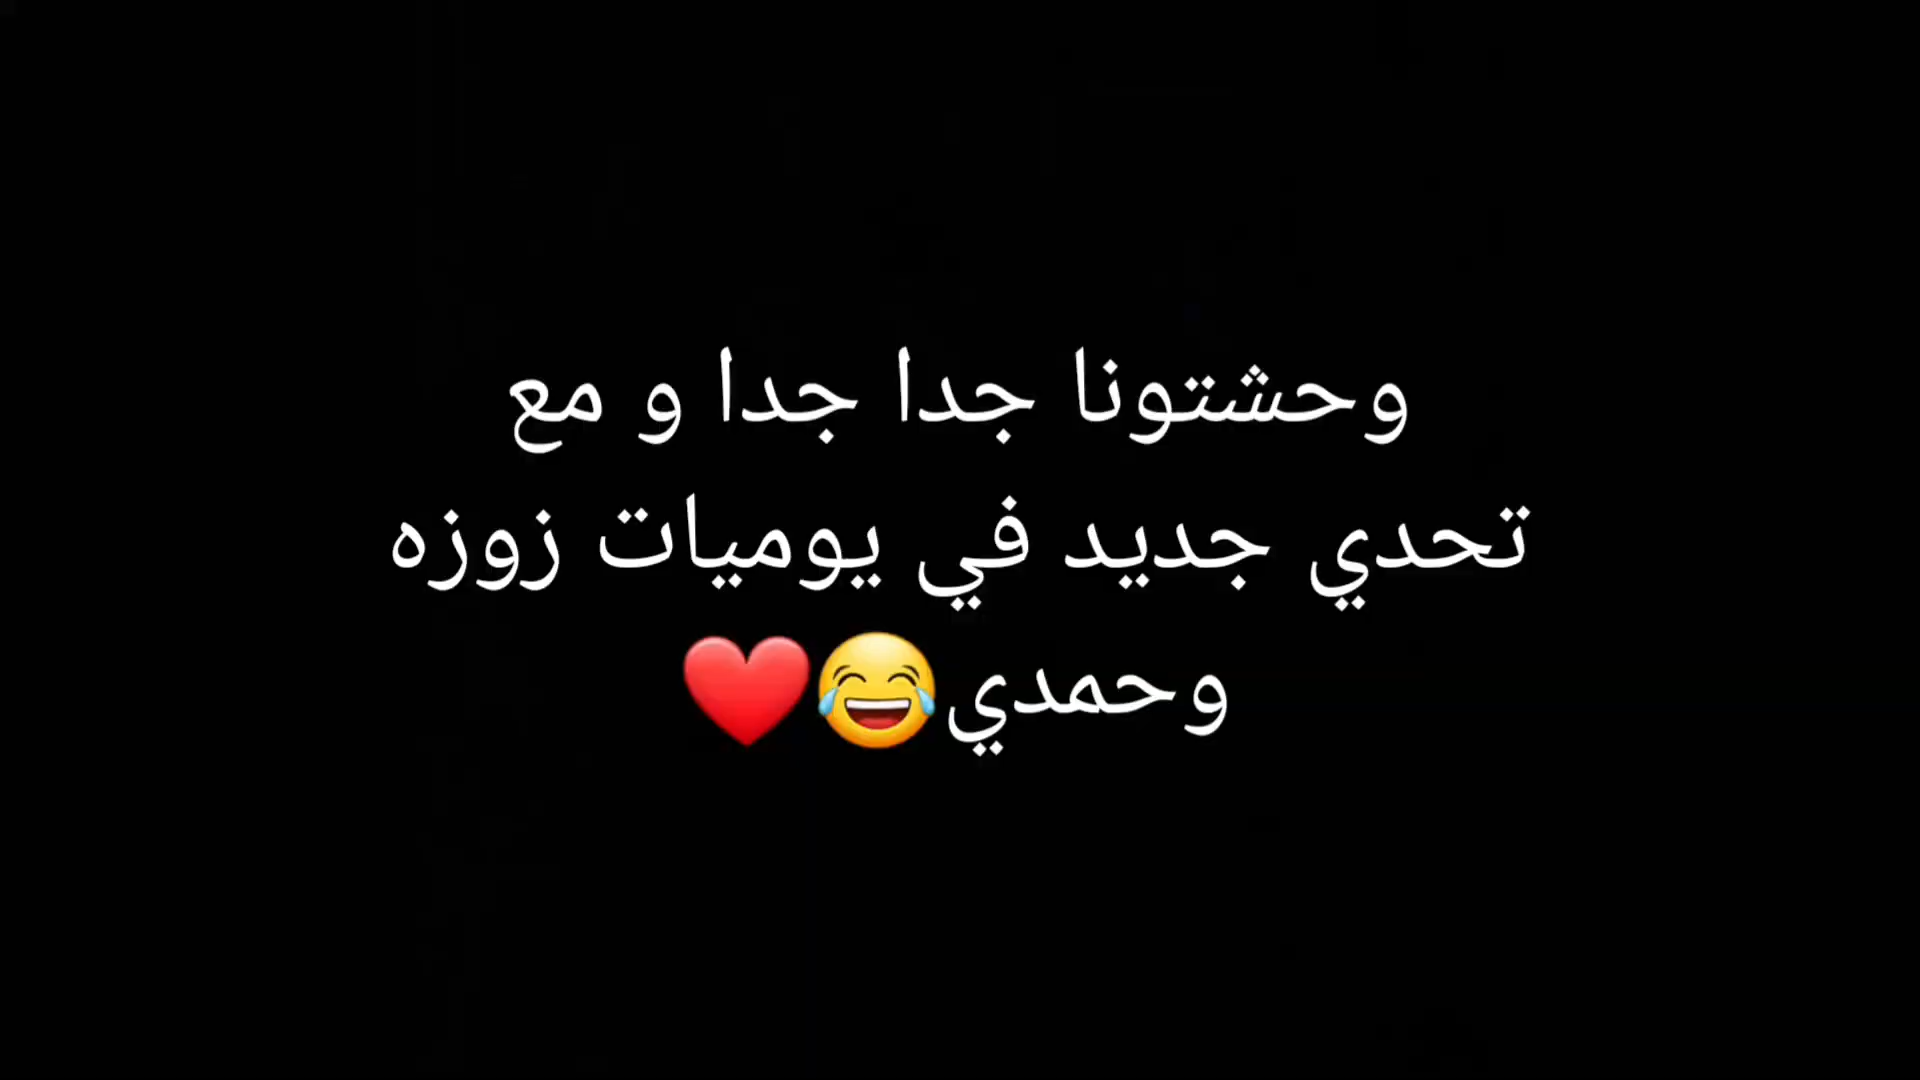 وحشتونا جدا جدا و مع
تحدي جديد في يوميات زوزه
وحمدي😂❤️